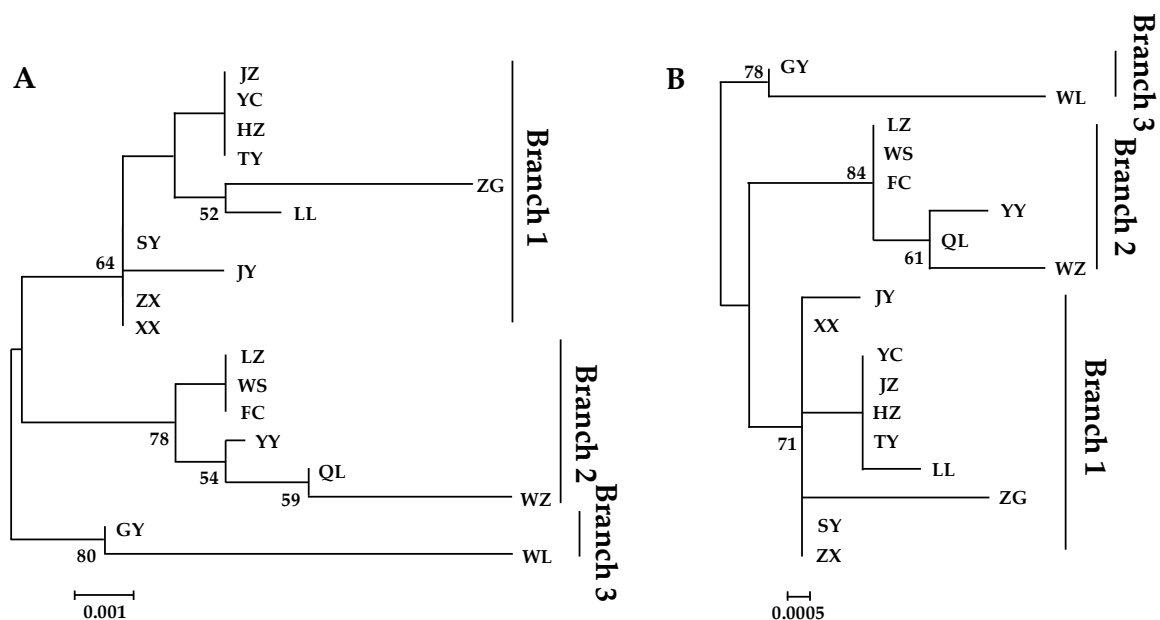 A
JZ
YC
HZ
TY
ZG
52
LL
SY
64
JY
ZX
XX
Branch 1
LZ
WS
FC
78
YY
54
QL
59
WZ
Branch 2
GY
80
WL
Branch 3
0.001
B
78
GY
WL
Branch 3
LZ
WS
84
FC
YY
QL
61
WZ
Branch 2
JY
XX
YC
JZ
HZ
TY
71
LL
ZG
SY
ZX
Branch 1
0.0005